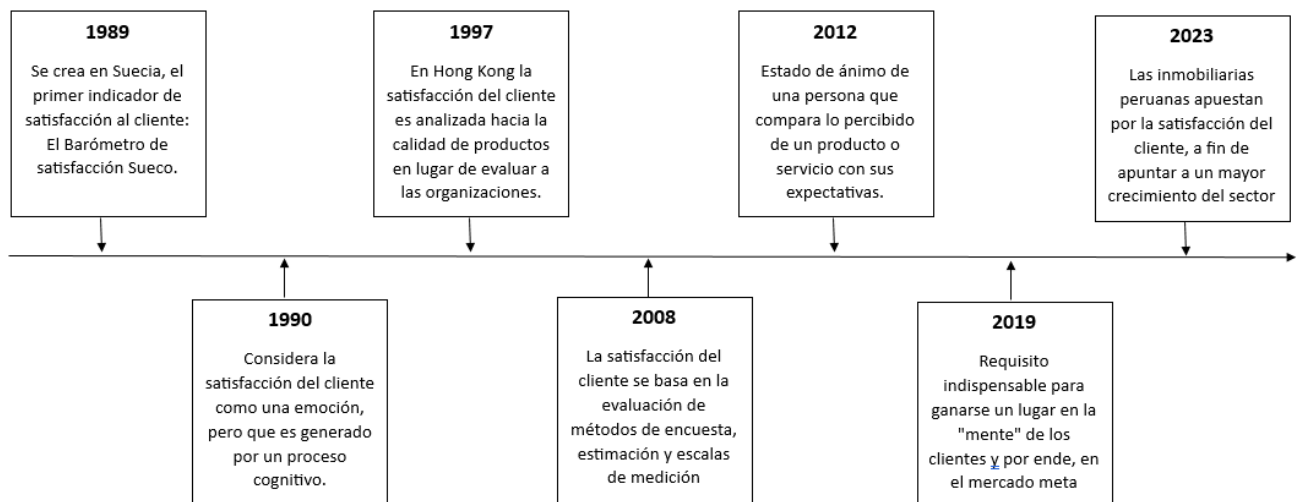 1989
Se crea en Suecia, el
primer indicador de
satisfacción al cliente:
El Barómetro de
satisfacción Sueco.
1997
En Hong Kong la
satisfacción del cliente
es analizada hacia la
calidad de productos
en lugar de evaluar a
las organizaciones.
2012
Estado de ánimo de
una persona que
compara lo percibido
de un producto o
servicio con sus
expectativas.
2023
Las inmobiliarias
peruanas apuestan
por la satisfacción del
cliente, a fin de
apuntar a un mayor
crecimiento del sector
1990
Considera la
satisfacción del cliente
como una emoción,
pero que es generado
por un proceso
cognitivo.
2008
La satisfacción del
cliente se basa en la
evaluación de
métodos de encuesta,
estimación y escalas
de medición
2019
Requisito
indispensable para
ganarse un lugar en la
"mente" de los
clientes y por ende, en
el mercado meta